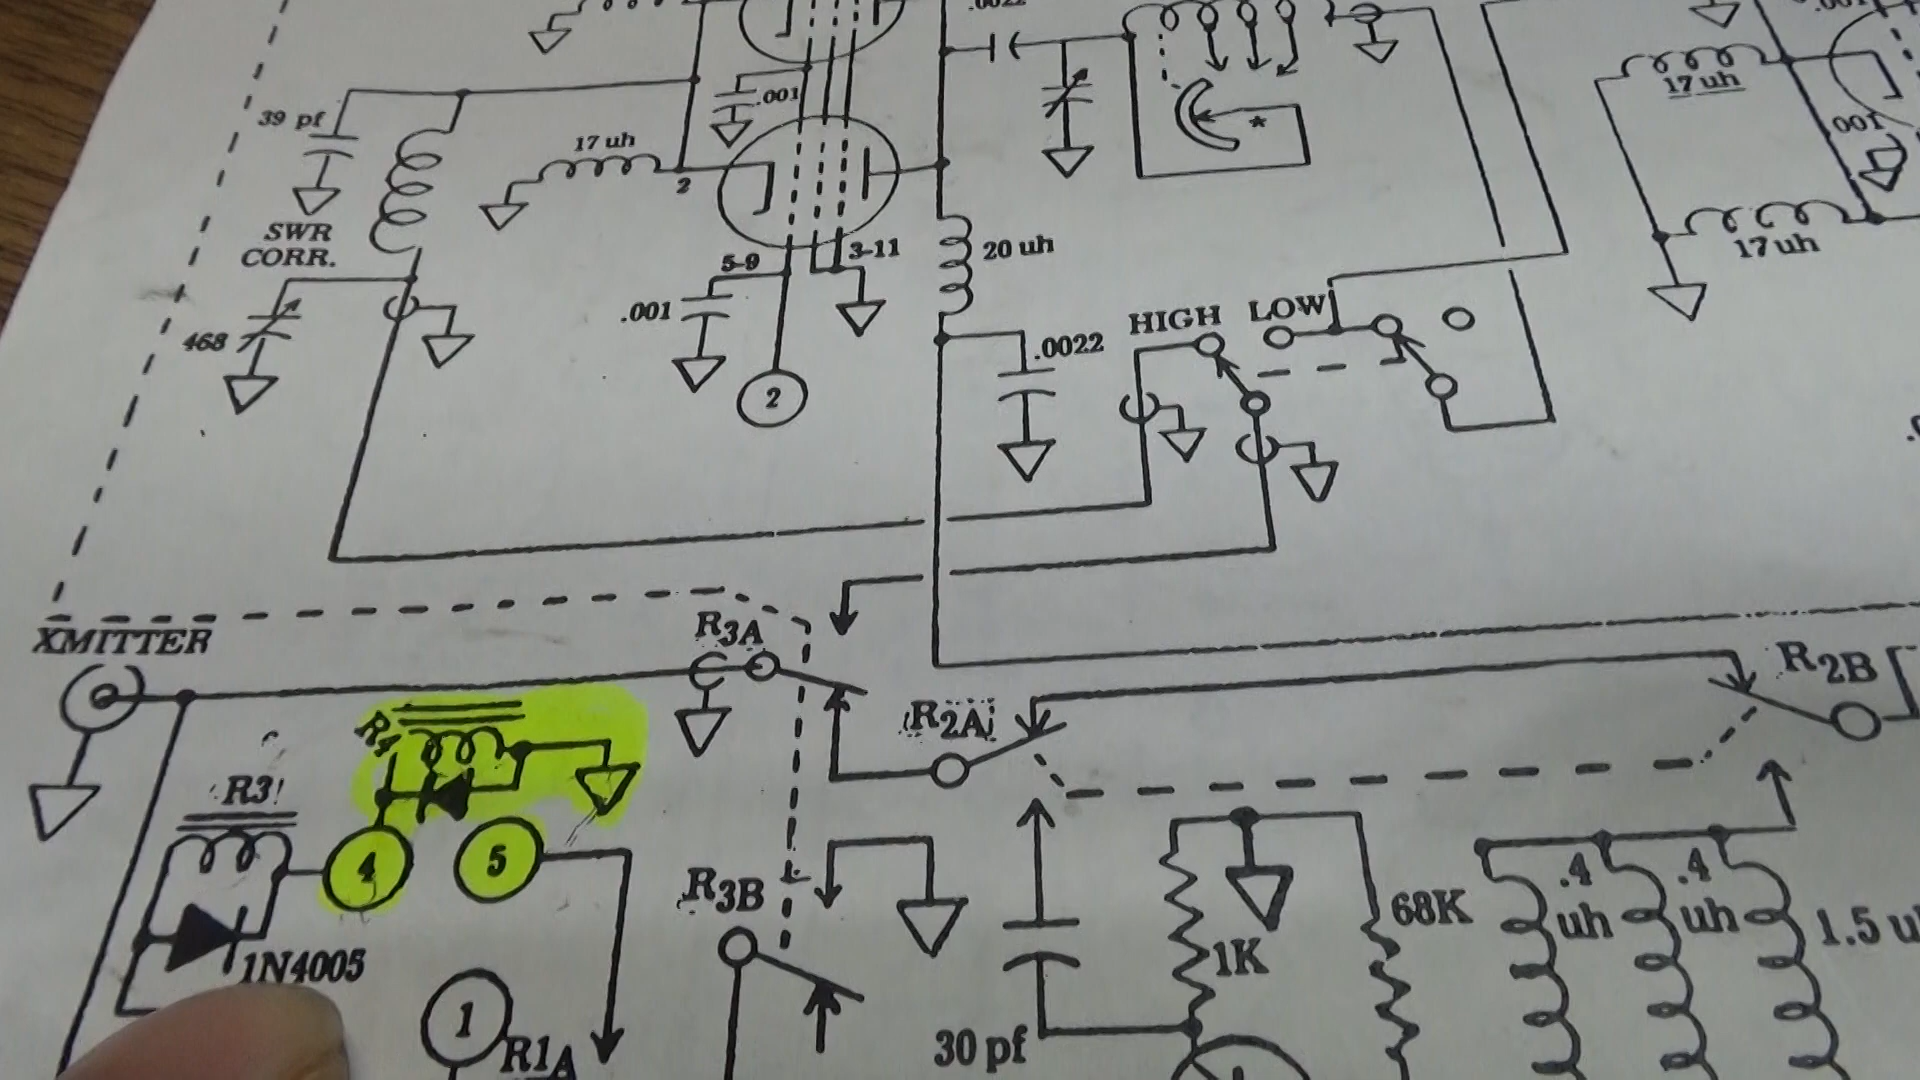 .0022
39 pf
.001
17 uh
2
SWR
CORR.
468
5-9
3-11
.001
2
20 uh
.0022
HIGH
LOW
*
17 uh
.001
17 uh
XMITTER
R3A
R2A
R2B
R3
4
5
1N4005
1
R1A
R3B
30 pf
1K
68K
.4
uh
.4
uh
1.5 u